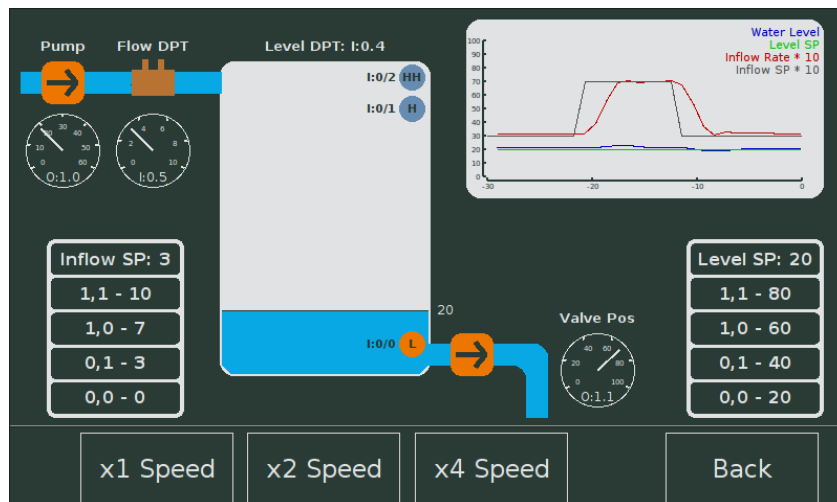 Pump
Flow DPT
Level DPT: I:0.4
Water Level
Level SP
Inflow Rate * 10
Inflow SP * 10
100
90
80
70
60
50
40
30
20
10
0
-30
-20
-10
0
I:0/2 HH
I:0/1 H
0
10
20
30
40
50
60
O:1.0
0
2
4
6
8
10
I:0.5
Inflow SP: 3
1,1 - 10
1,0 - 7
0,1 - 3
0,0 - 0
20
I:0/0 L
Valve Pos
0
20
40
60
80
100
O:1.1
Level SP: 20
1,1 - 80
1,0 - 60
0,1 - 40
0,0 - 20
x1 Speed
x2 Speed
x4 Speed
Back